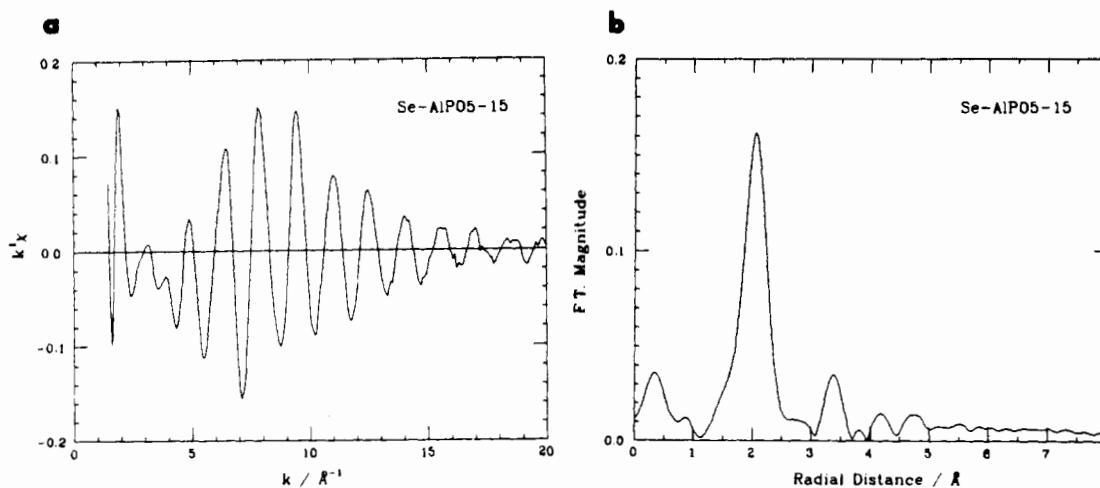 a
0.2
0.1
0.0
-0.1
-0.2
k¹χ
Se-AlPO5-15
0
5
10
15
20
k / Å⁻¹
b
0.2
0.1
0.0
F.T. Magnitude
Se-AlPO5-15
0
1
2
3
4
5
6
7
Radial Distance / Å